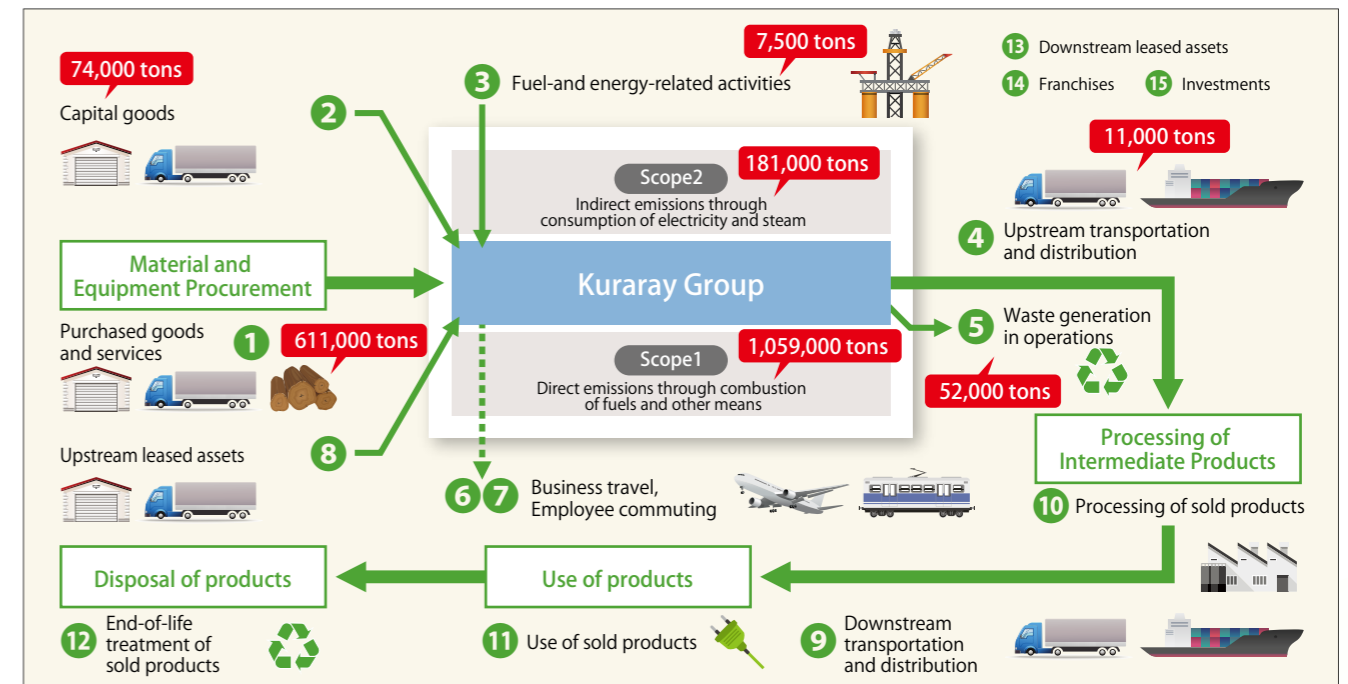 74,000 tons
Capital goods
2
3
Fuel-and energy-related activities
7,500 tons
13 Downstream leased assets
14 Franchises
15 Investments
11,000 tons
4
Upstream transportation
and distribution
Scope2
181,000 tons
Indirect emissions through
consumption of electricity and steam
Material and
Equipment Procurement
Kuraray Group
Purchased goods
and services
1
611,000 tons
Scope1
1,059,000 tons
Direct emissions through combustion
of fuels and other means
5
Waste generation
in operations
52,000 tons
Upstream leased assets
8
6 7
Business travel,
Employee commuting
Processing of
Intermediate Products
10 Processing of sold products
Disposal of products
Use of products
12
End-of-life
treatment of
sold products
11 Use of sold products
9
Downstream
transportation
and distribution